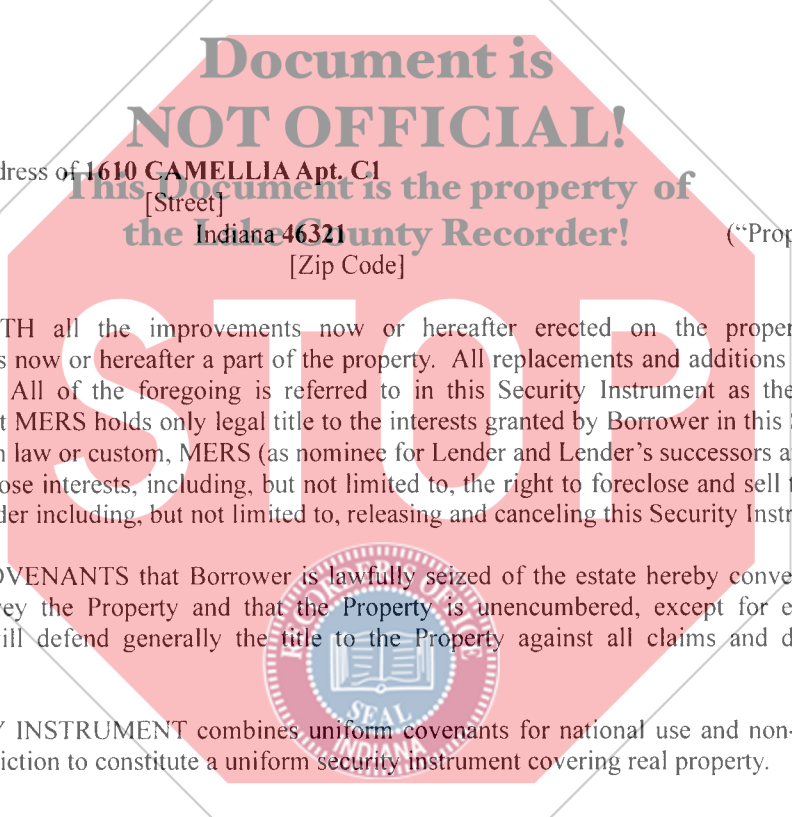 Document is
NOT OFFICIAL!
dress of 1610 CAMELLIA Apt. C1
This Document is the property of
[Street]
the Lake County Recorder!
Indiana 46321 (“Prop
[Zip Code]
TH all the improvements now or hereafter erected on the proper
s now or hereafter a part of the property. All replacements and additions
All of the foregoing is referred to in this Security Instrument as the
t MERS holds only legal title to the interests granted by Borrower in this S
h law or custom, MERS (as nominee for Lender and Lender’s successors a
ose interests, including, but not limited to, the right to foreclose and sell t
der including, but not limited to, releasing and canceling this Security Instr
STOP
OVENANTS that Borrower is lawfully seized of the estate hereby conve
vey the Property and that the Property is unencumbered, except for e
ill defend generally the title to the Property against all claims and d
RECORDER'S OFFICE
SEAL
INDIANA
Y INSTRUMENT combines uniform covenants for national use and non-
iction to constitute a uniform security instrument covering real property.